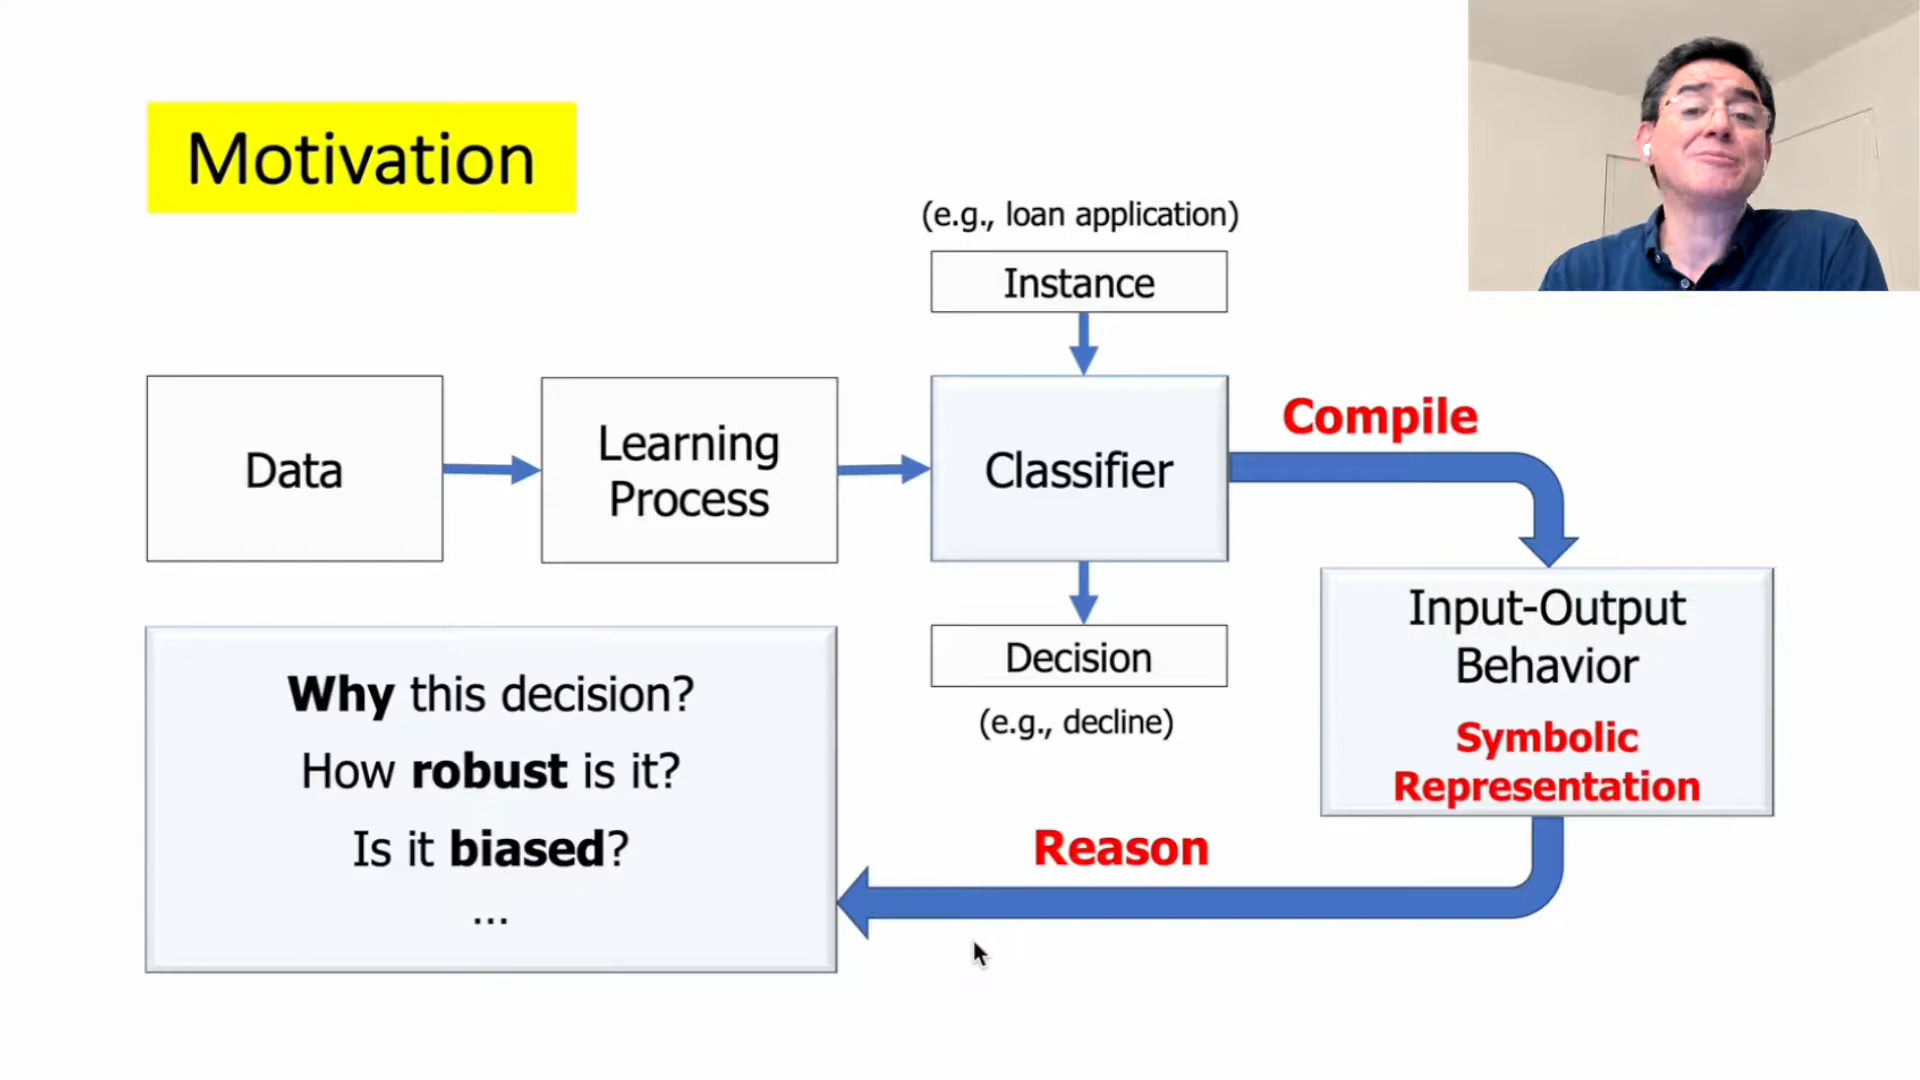 Motivation
(e.g., loan application)
Instance
Data
Learning
Process
Classifier
Compile
Decision
(e.g., decline)
Input-Output
Behavior
Symbolic
Representation
Reason
Why this decision?
How robust is it?
Is it biased?
...